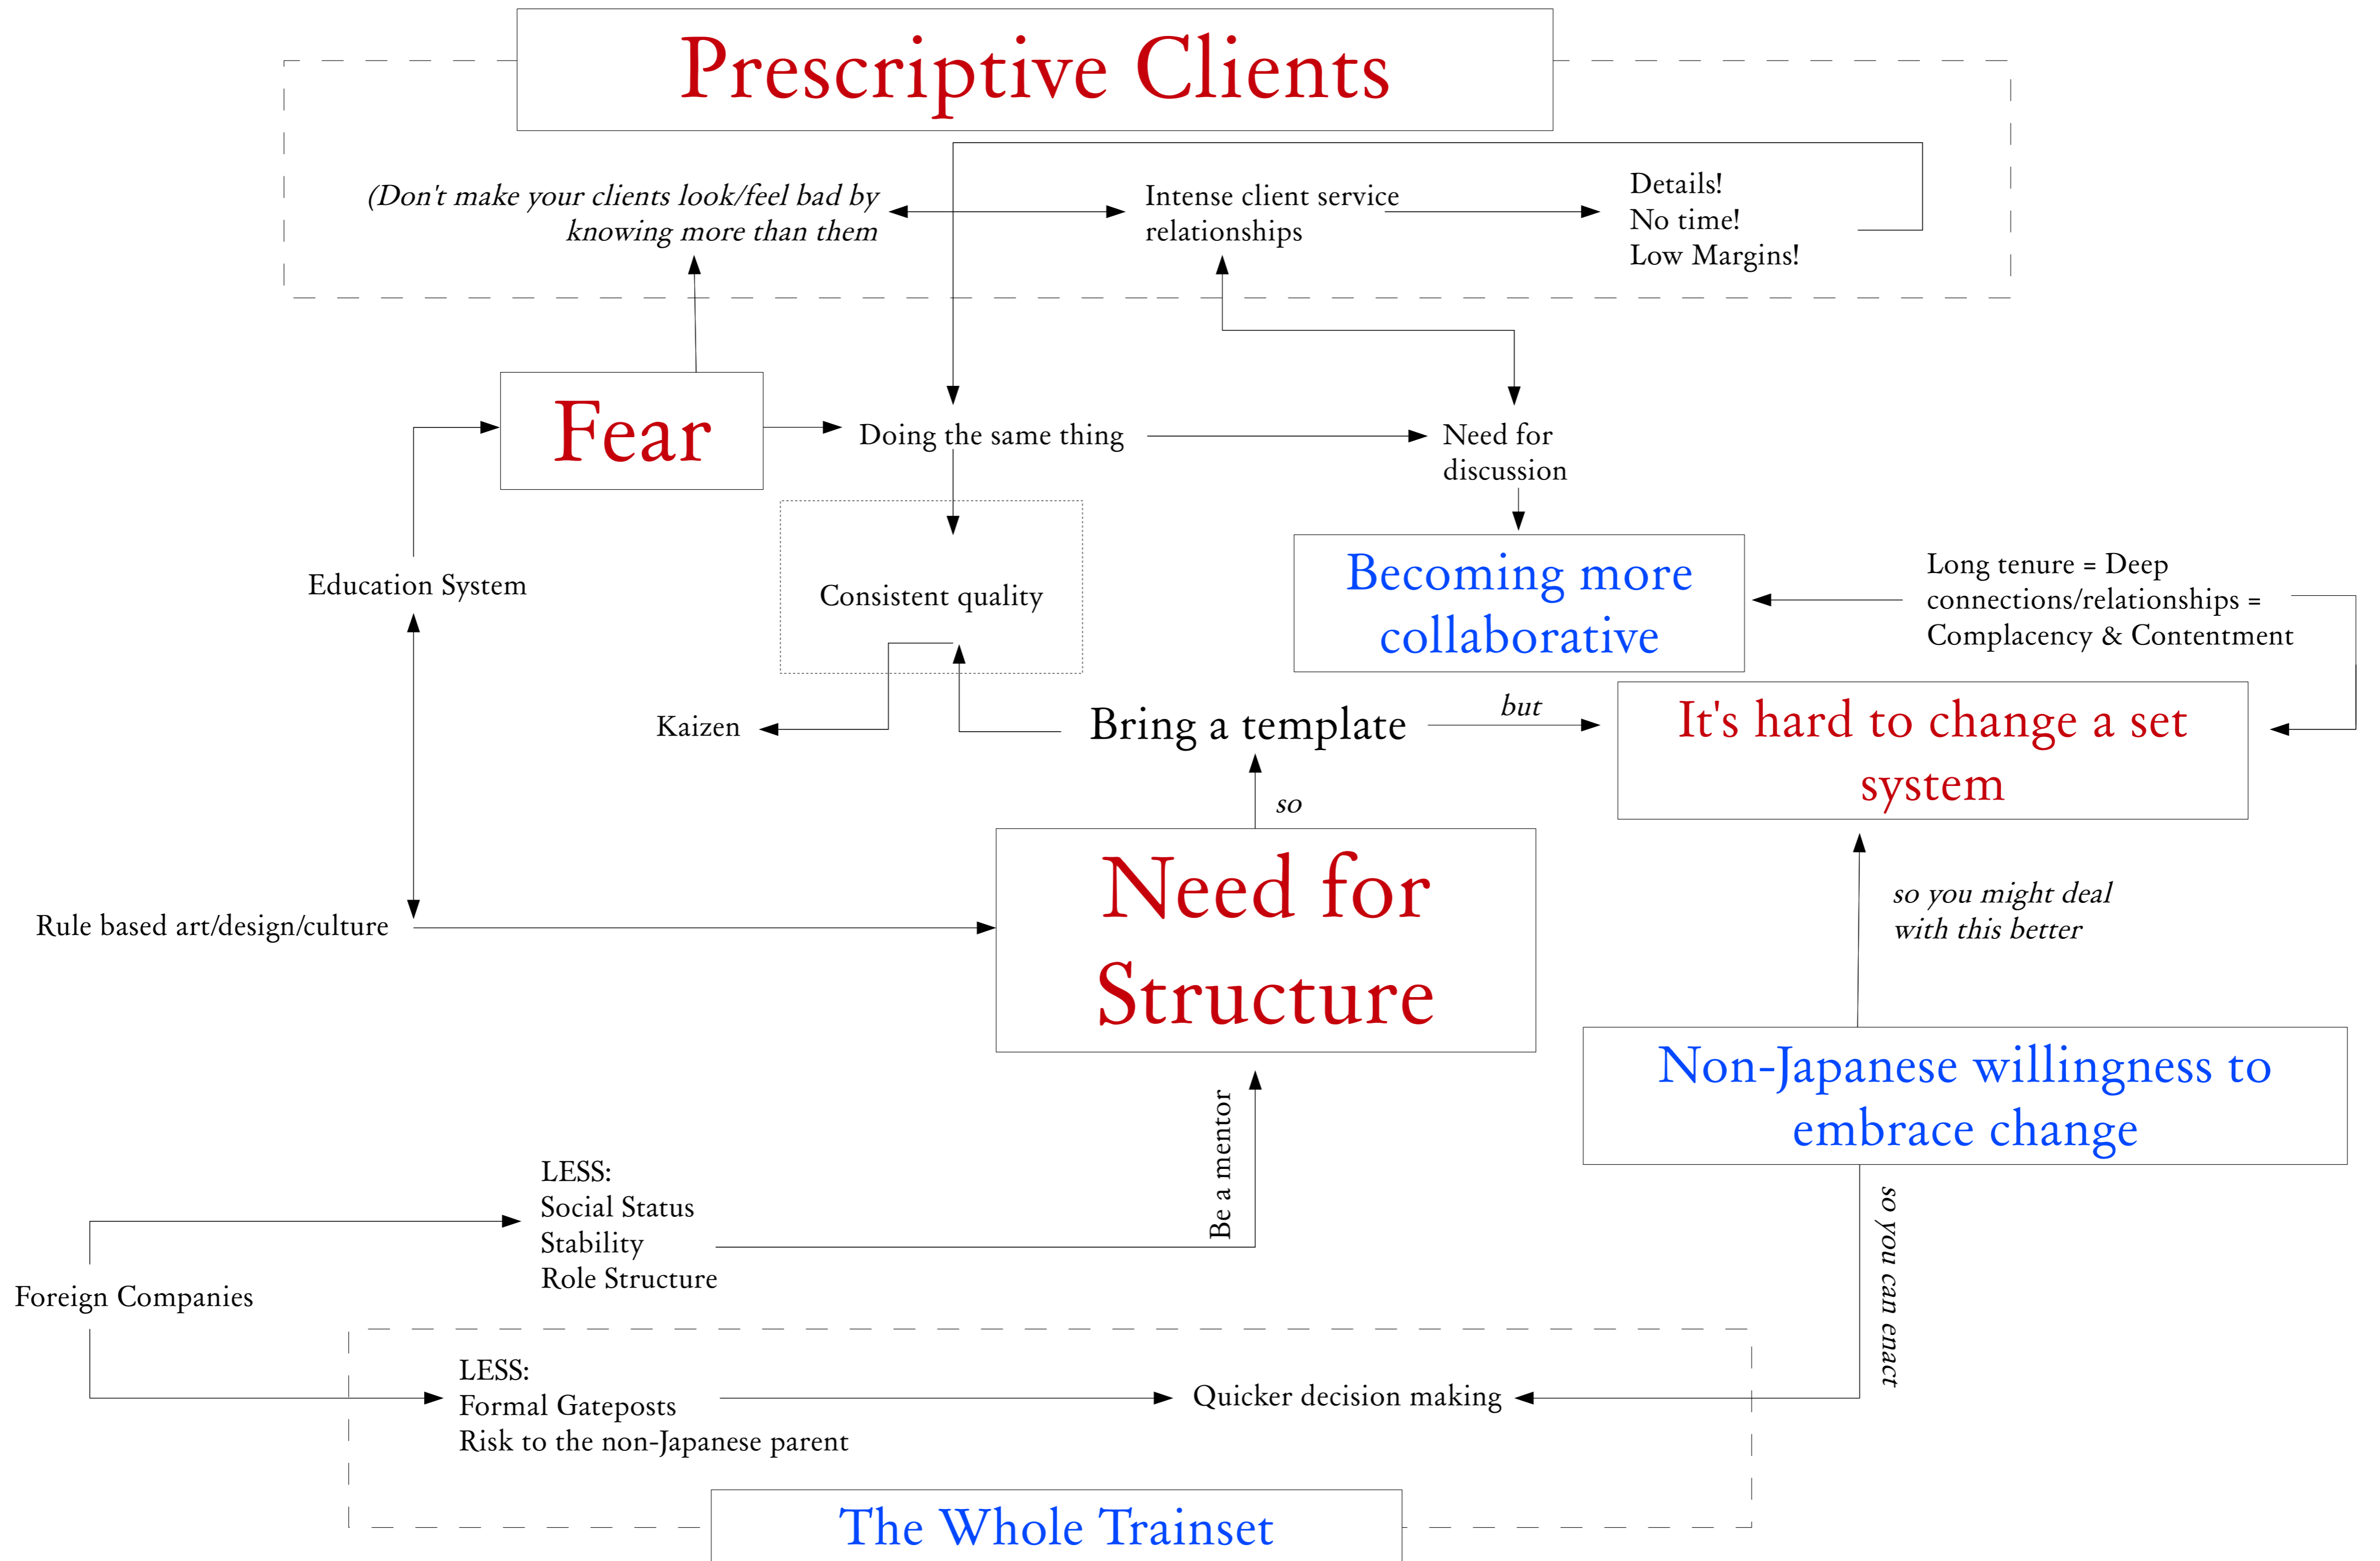 Prescriptive Clients
(Don't make your clients look/feel bad by
knowing more than them
Intense client service
relationships
Details!
No time!
Low Margins!
Fear
Doing the same thing
Need for
discussion
Education System
Consistent quality
Becoming more
collaborative
Long tenure = Deep
connections/relationships =
Complacency & Contentment
Kaizen
Bring a template
but
It's hard to change a set
system
so
Rule based art/design/culture
Need for
Structure
so you might deal
with this better
Non-Japanese willingness to
embrace change
Be a mentor
LESS:
Social Status
Stability
Role Structure
so you can enact
Foreign Companies
LESS:
Formal Gateposts
Risk to the non-Japanese parent
Quicker decision making
The Whole Trainset